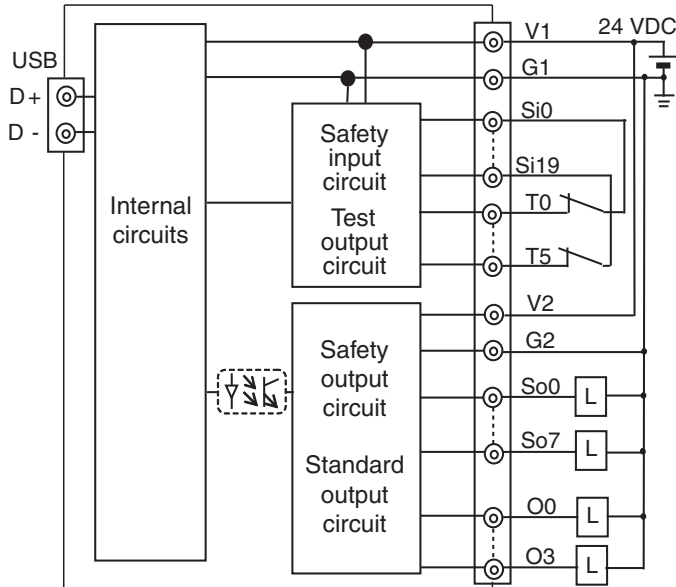 V1
24 VDC
USB
G1
D+
D -
Si0
Safety
input
circuit
Si19
Internal
circuits
Test
output
circuit
T0
T5
V2
G2
Safety
output
circuit
So0
L
So7
L
Standard
output
circuit
O0
L
O3
L